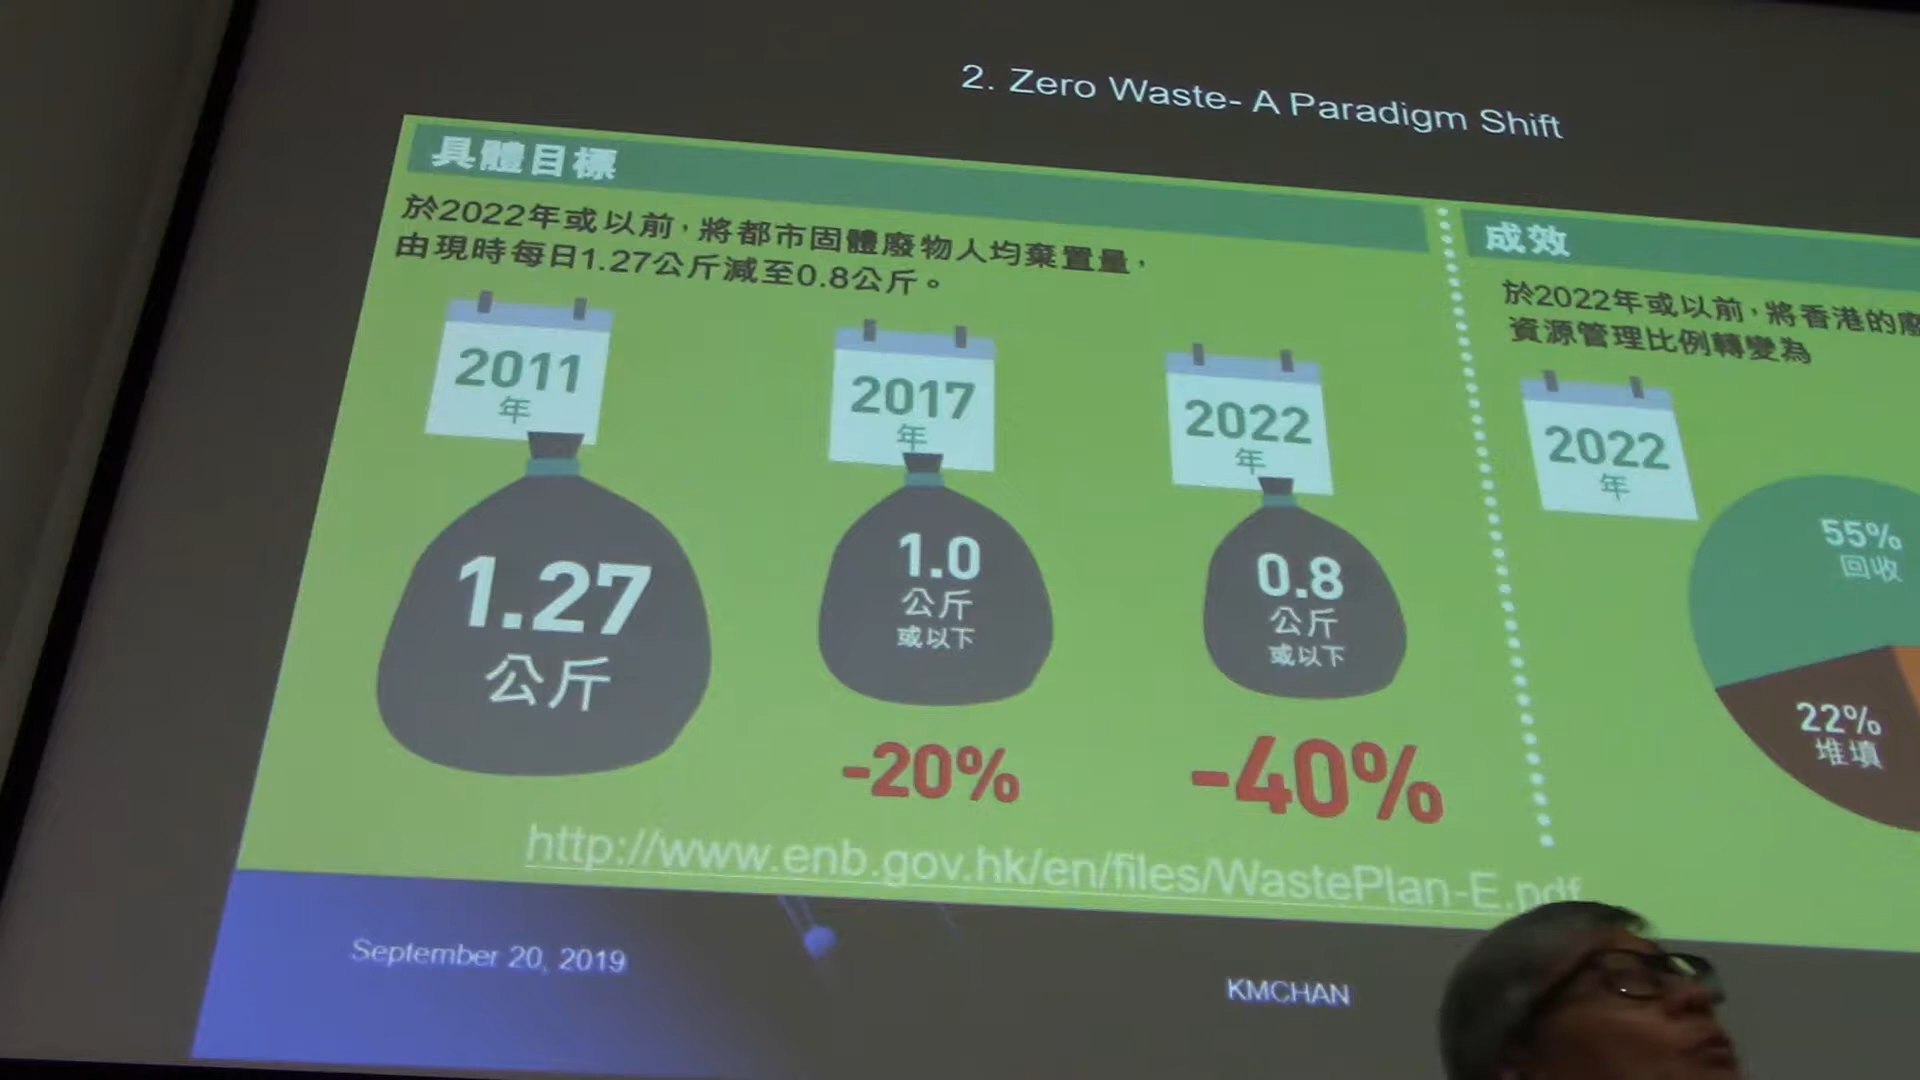 2. Zero Waste- A Paradigm Shift
具體目標
於2022年或以前，將都市固體廢物人均棄置量，
由現時每日1.27公斤減至0.8公斤。
2011
年
1.27
公斤
2017
年
1.0
公斤
或以下
-20%
2022
年
0.8
公斤
或以下
-40%
成效
於2022年或以前，將香港的廢
資源管理比例轉變為
2022
年
55%
回收
22%
堆填
http://www.enb.gov.hk/en/files/WastePlan-E.pdf
September 20, 2019
KMCHAN